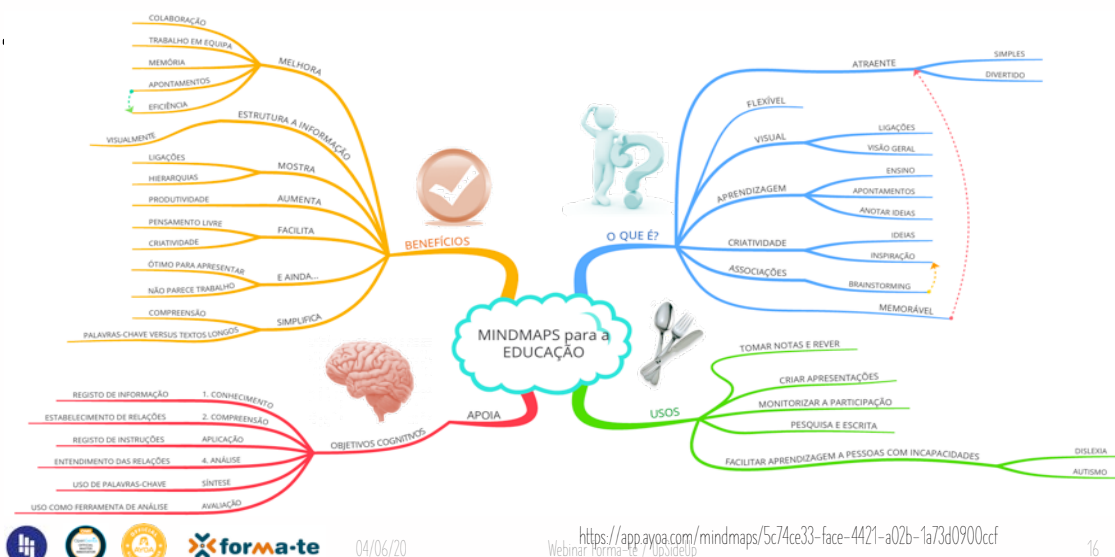 MINDMAPS para a
EDUCAÇÃO
BENEFÍCIOS
MELHORA
COLABORAÇÃO
TRABALHO EM EQUIPA
MEMÓRIA
APONTAMENTOS
EFICIÊNCIA
ESTRUTURA A INFORMAÇÃO
VISUALMENTE
MOSTRA
LIGAÇÕES
HIERARQUIAS
AUMENTA
PRODUTIVIDADE
FACILITA
PENSAMENTO LIVRE
CRIATIVIDADE
E AINDA...
ÓTIMO PARA APRESENTAR
NÃO PARECE TRABALHO
SIMPLIFICA
COMPREENSÃO
PALAVRAS-CHAVE VERSUS TEXTOS LONGOS
O QUE É?
ATRAENTE
SIMPLES
DIVERTIDO
FLEXÍVEL
VISUAL
LIGAÇÕES
VISÃO GERAL
APRENDIZAGEM
ENSINO
APONTAMENTOS
ANOTAR IDEIAS
CRIATIVIDADE
IDEIAS
INSPIRAÇÃO
ASSOCIAÇÕES
BRAINSTORMING
MEMORÁVEL
USOS
TOMAR NOTAS E REVER
CRIAR APRESENTAÇÕES
MONITORIZAR A PARTICIPAÇÃO
PESQUISA E ESCRITA
FACILITAR APRENDIZAGEM A PESSOAS COM INCAPACIDADES
DISLEXIA
AUTISMO
APOIA
OBJETIVOS COGNITIVOS
1. CONHECIMENTO
REGISTO DE INFORMAÇÃO
2. COMPREENSÃO
ESTABELECIMENTO DE RELAÇÕES
APLICAÇÃO
REGISTO DE INSTRUÇÕES
4. ANÁLISE
ENTENDIMENTO DAS RELAÇÕES
SÍNTESE
USO DE PALAVRAS-CHAVE
AVALIAÇÃO
USO COMO FERRAMENTA DE ANÁLISE
AYOA
forma-te
04/06/20
https://app.ayoa.com/mindmaps/5c74ce33-face-4421-a02b-1a73d0900ccf
Webinar Forma-te / UpSideUp
16